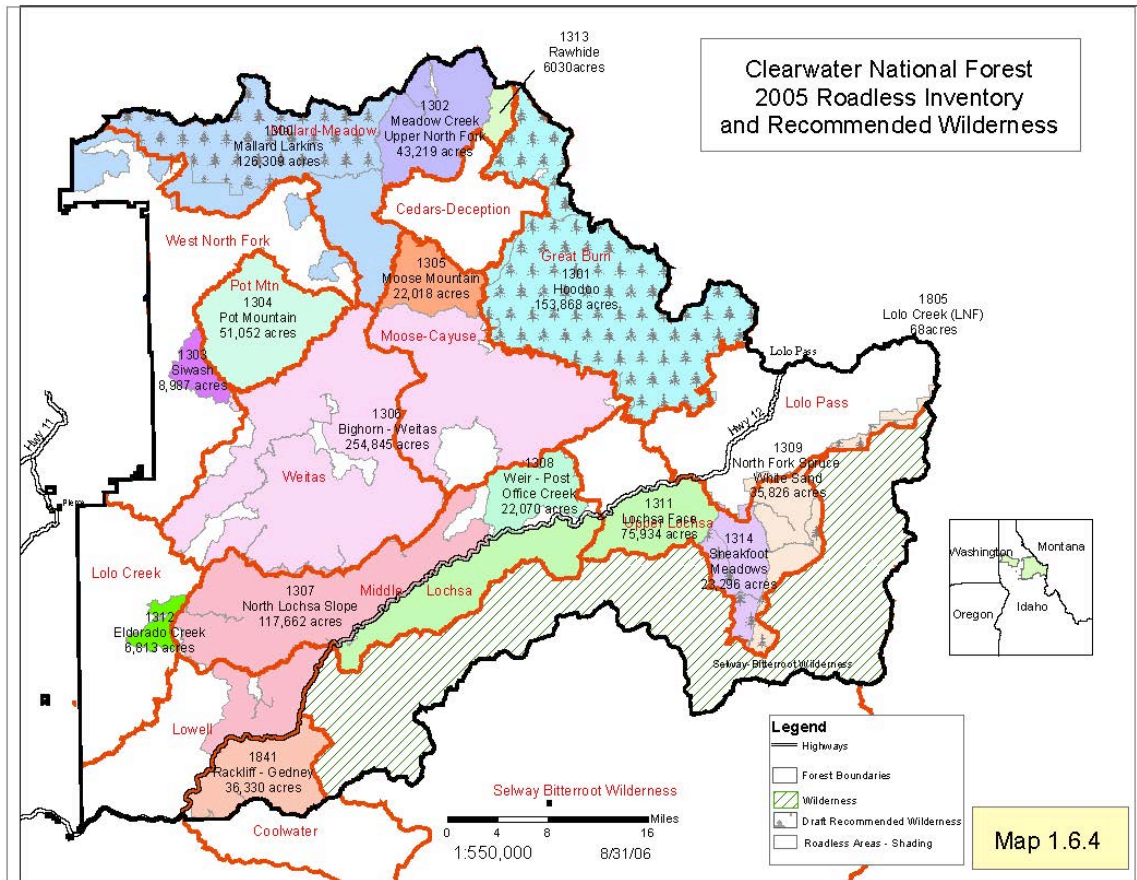 1313
Rawhide
6030acres
Clearwater National Forest
2005 Roadless Inventory
and Recommended Wilderness
1302
Meadow Creek
Upper North Fork
43,219 acres
Mallard-Meadow
1300
Mallard Larkins
126,309 acres
Cedars-Deception
West North Fork
Great Burn
1301
Hoodoo
153,868 acres
1305
Moose Mountain
22,018 acres
Pot Mtn
1304
Pot Mountain
51,052 acres
1805
Lolo Creek (LNF)
68acres
Moose-Cayuse
1303
Siwash
8,987 acres
Lolo Pass
Lolo Pass
Hwy 12
Hwy 11
1306
Bighorn - Weitas
254,845 acres
Weitas
1309
North Fork Spruce
White Sand
35,826 acres
1308
Weir - Post
Office Creek
22,070 acres
Pierce
1311
Lochsa Face
75,934 acres
Upper Lochsa
1314
Sneakfoot
Meadows
23,296 acres
Washington
Montana
Oregon
Idaho
Lolo Creek
1307
North Lochsa Slope
117,662 acres
Middle Lochsa
1312
Eldorado Creek
6,813 acres
Selway-Bitterroot Wilderness
Lowell
1841
Rackliff - Gedney
36,330 acres
Coolwater
Selway Bitterroot Wilderness
Miles
0 4 8 16
1:550,000
8/31/06
Legend
Highways
Forest Boundaries
Wilderness
Draft Recommended Wilderness
Roadless Areas - Shading
Map 1.6.4